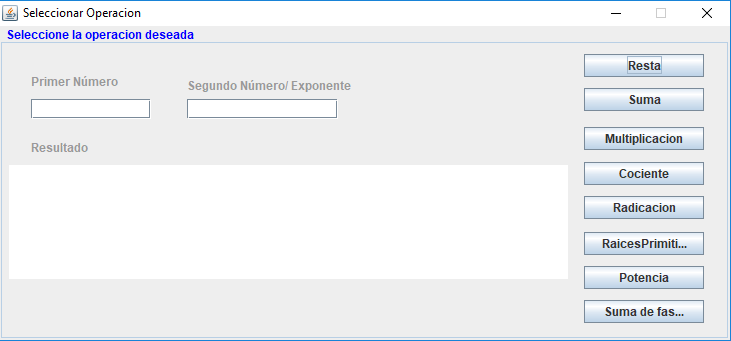 Seleccionar Operacion
Seleccione la operacion deseada
Primer Número
Segundo Número/ Exponente
Resultado
Resta
Suma
Multiplicacion
Cociente
Radicacion
RaicesPrimiti...
Potencia
Suma de fas...